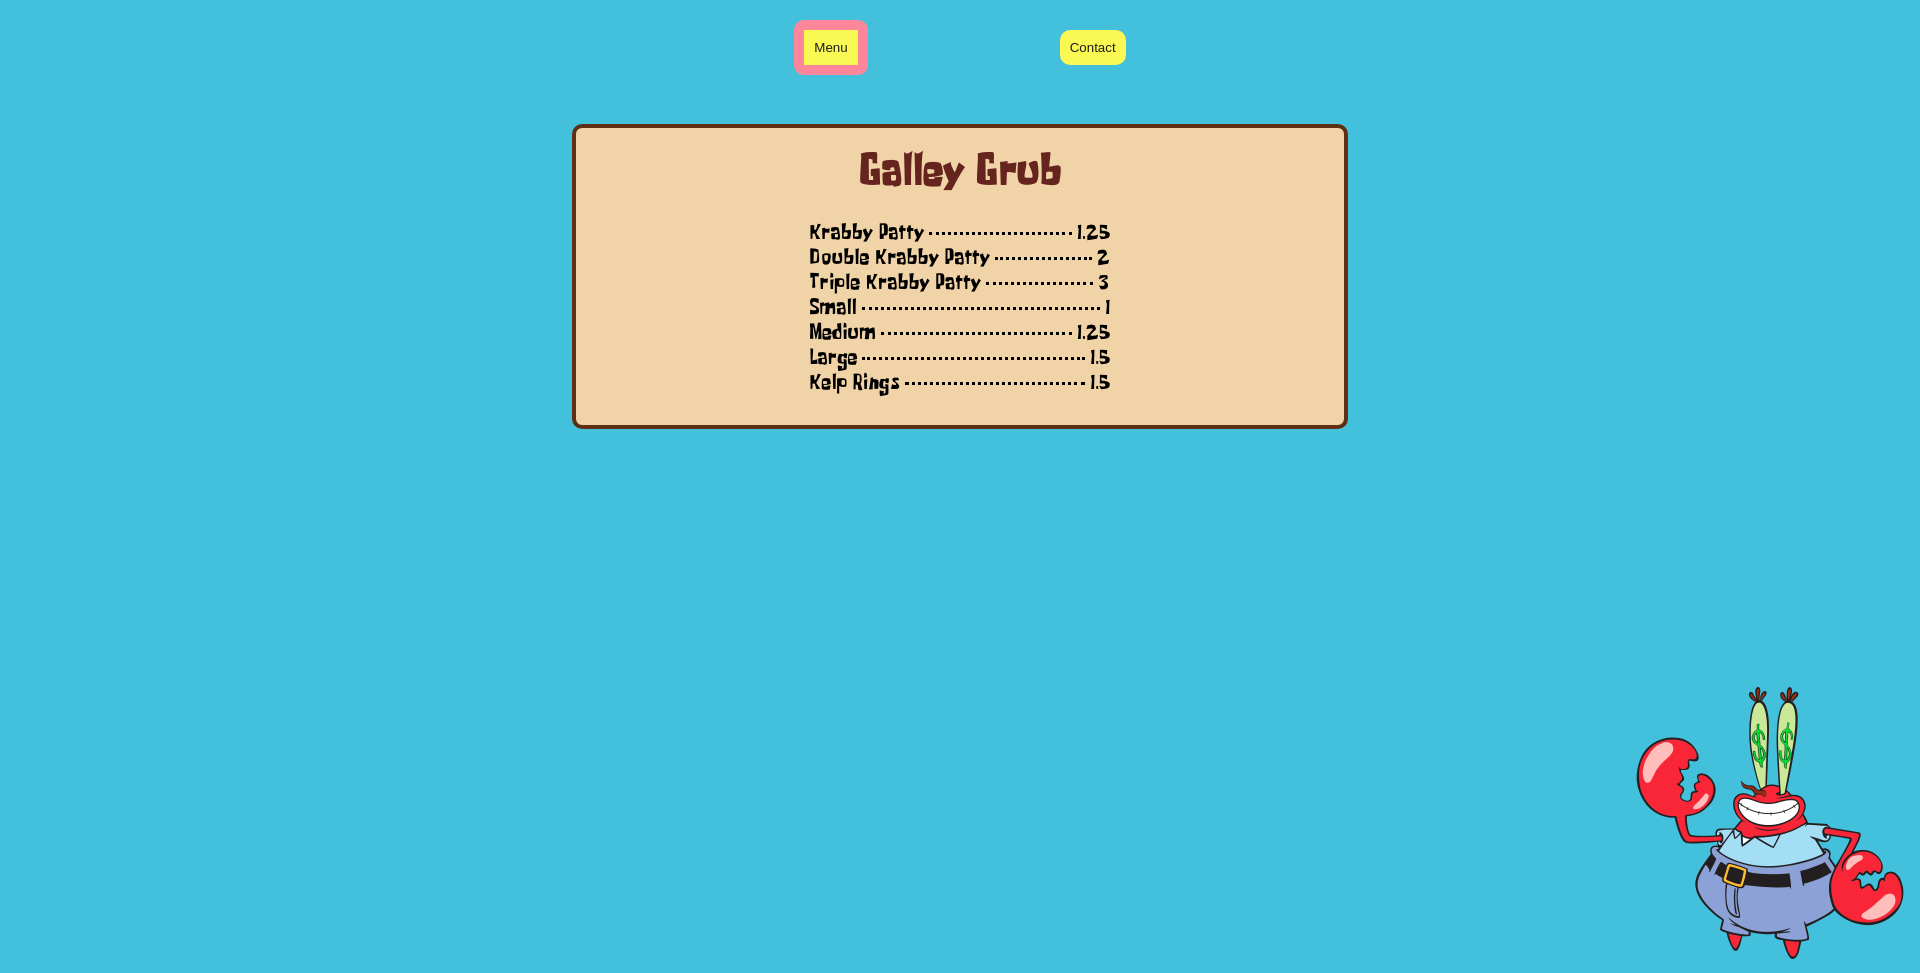 Menu
Contact
Galley Grub
Krabby Patty 1.25
Double Krabby Patty 2
Triple Krabby Patty 3
Small 1
Medium 1.25
Large 1.5
Kelp Rings 1.5
$ $